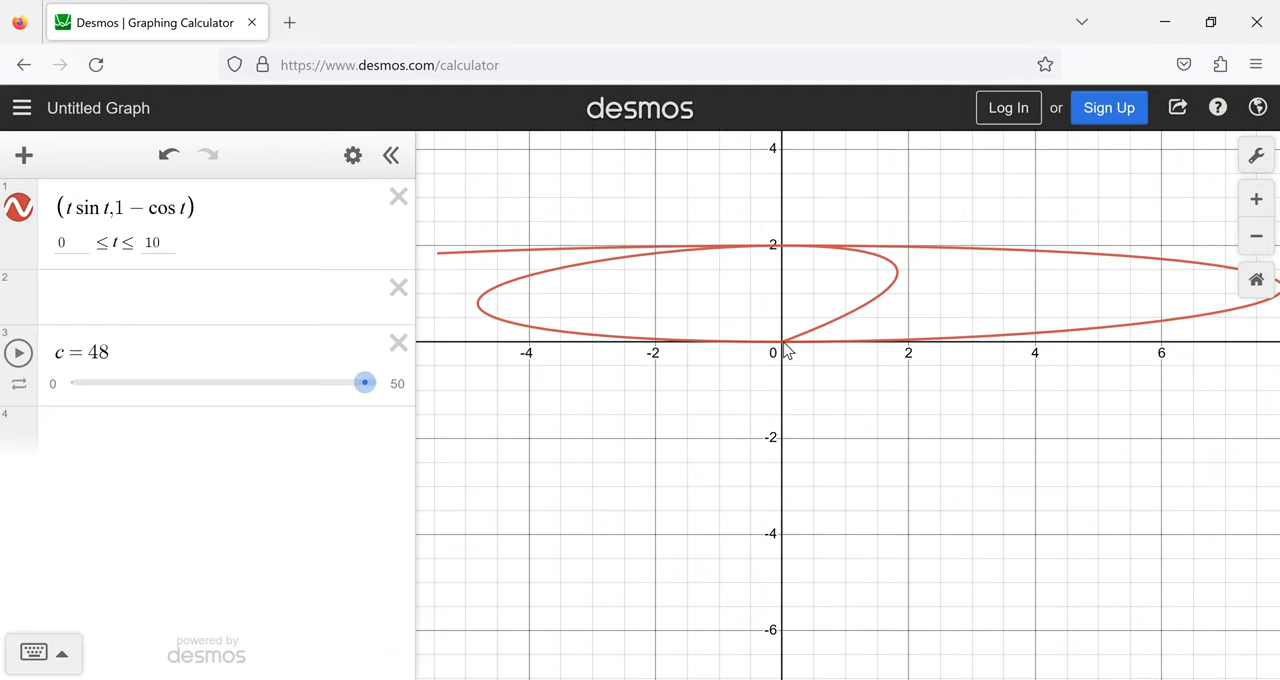 Desmos | Graphing Calculator
https://www.desmos.com/calculator
Untitled Graph
desmos
Log In or Sign Up
1
(t sin t,1 − cos t)
0 ≤ t ≤ 10
2
3
c = 48
0 50
4
powered by
desmos
4
2
-4 -2 0 2 4 6
-2
-4
-6